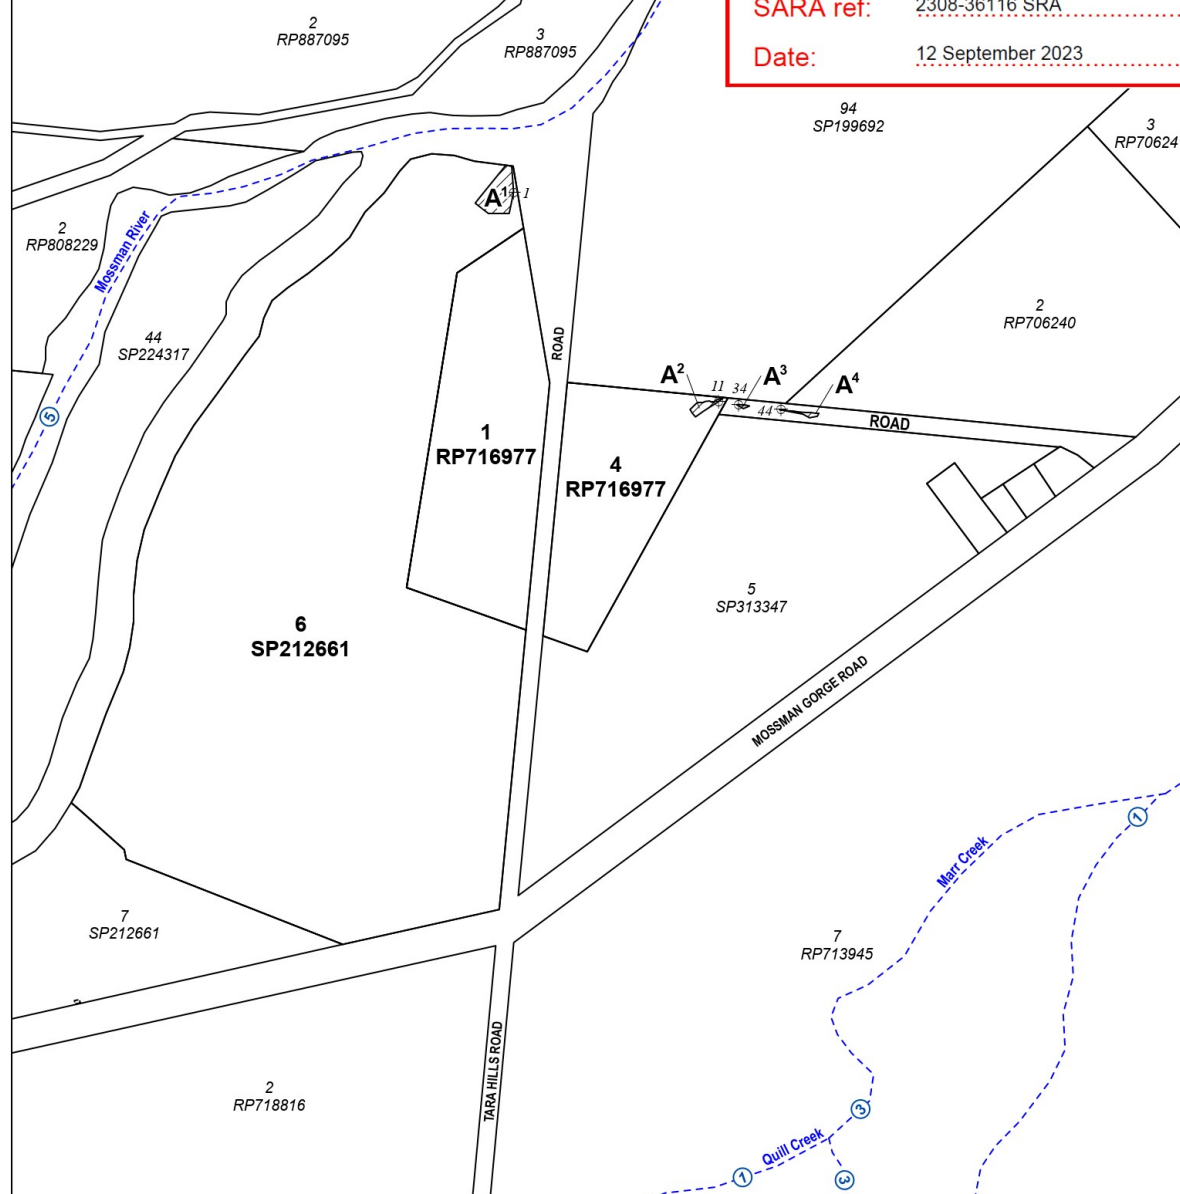 SARA ref: 2308-36116 SRA
Date: 12 September 2023
2
RP887095
3
RP887095
94
SP199692
3
RP70624
A1
1
2
RP808229
Mossman River
44
SP224317
2
RP706240
ROAD
A2
11
34
A3
44
A4
ROAD
5
1
RP716977
4
RP716977
5
SP313347
6
SP212661
MOSSMAN GORGE ROAD
1
Marr Creek
7
SP212661
7
RP713945
TARA HILLS ROAD
2
RP718816
3
Quill Creek
1
3